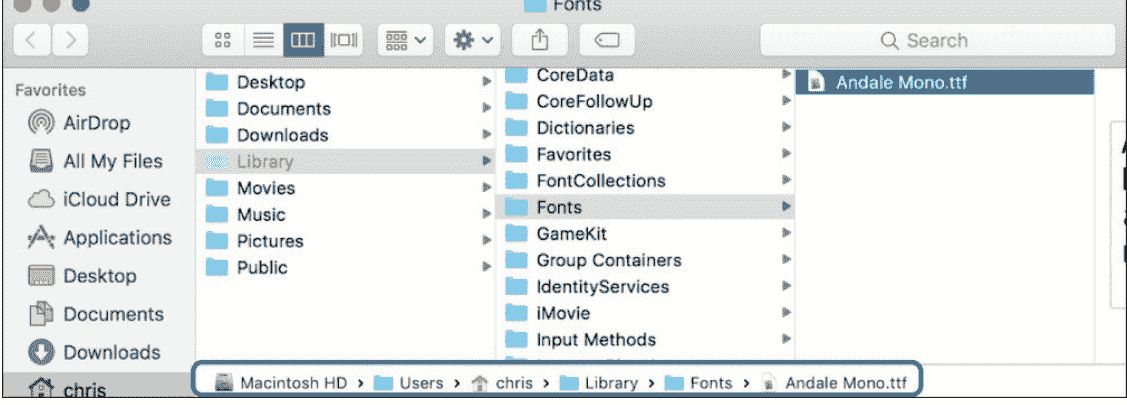 Fonts
Search
Favorites
AirDrop
All My Files
iCloud Drive
Applications
Desktop
Documents
Downloads
chris
Desktop
Documents
Downloads
Library
Movies
Music
Pictures
Public
CoreData
CoreFollowUp
Dictionaries
Favorites
FontCollections
Fonts
GameKit
Group Containers
IdentityServices
iMovie
Input Methods
Andale Mono.ttf
Macintosh HD › Users › chris › Library › Fonts › Andale Mono.ttf